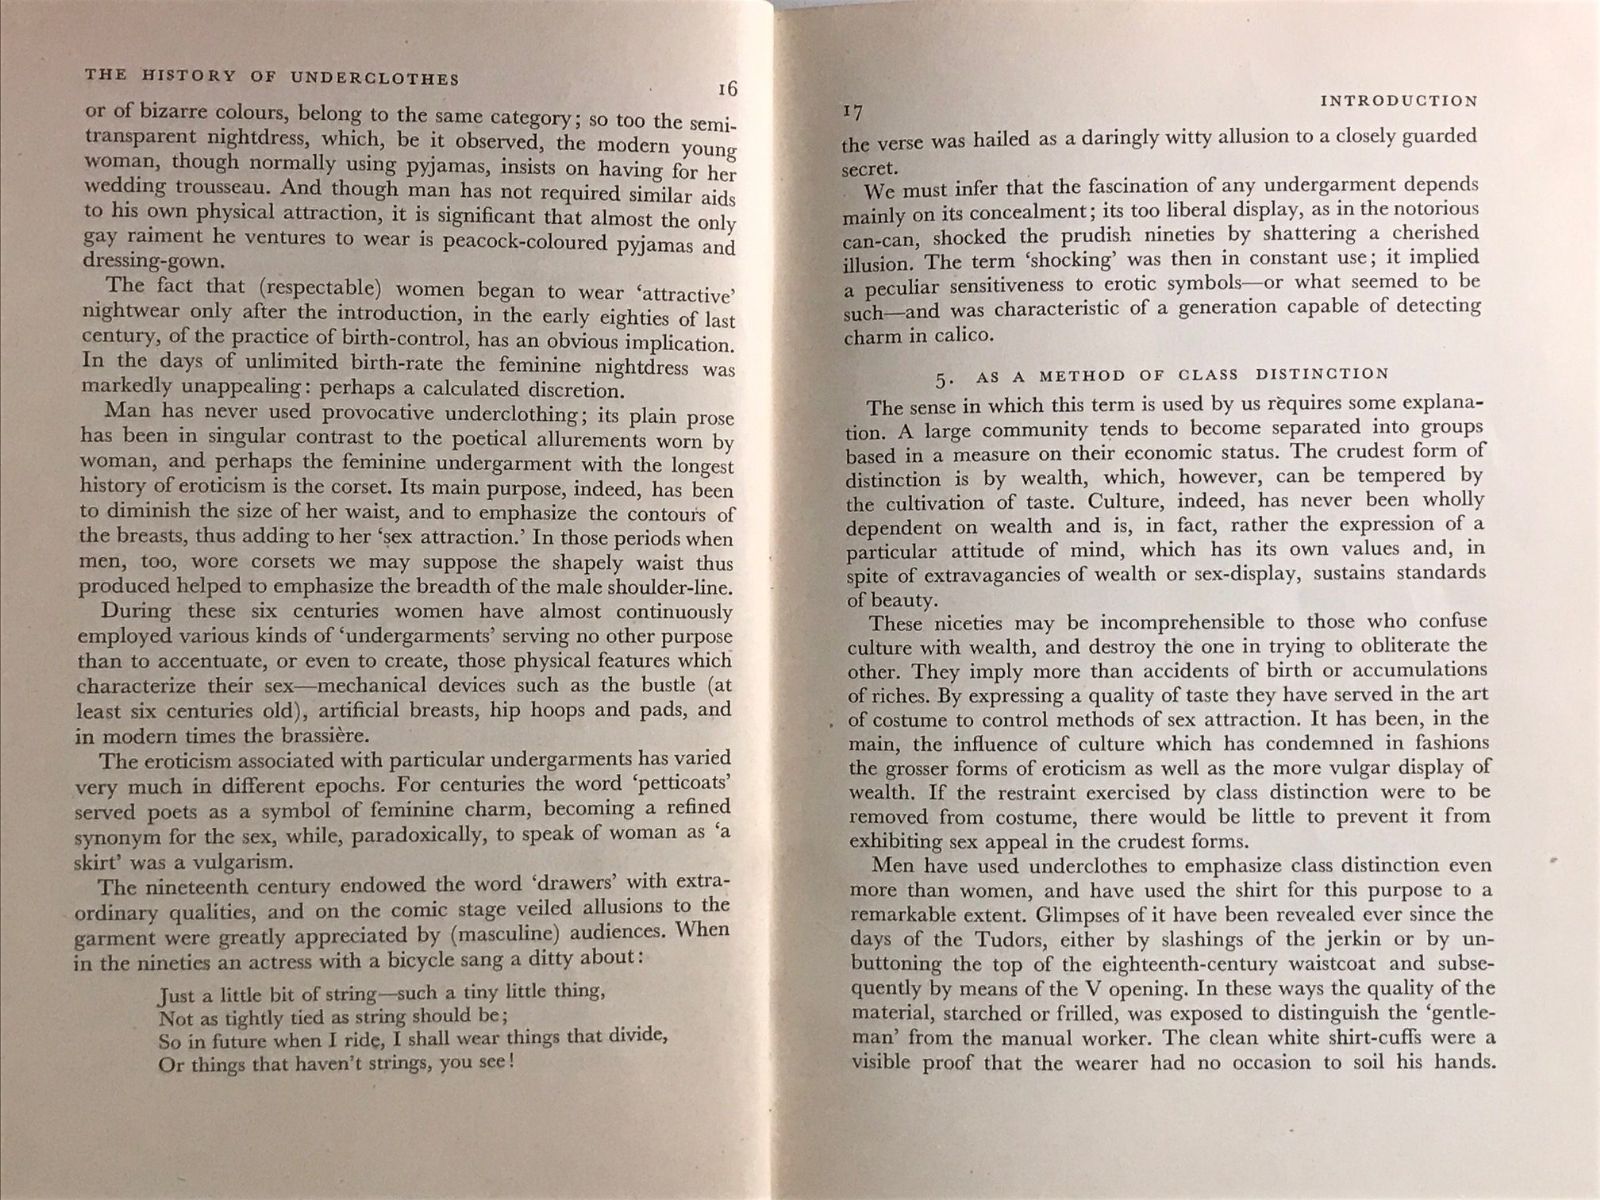 THE HISTORY OF UNDERCLOTHES
16
or of bizarre colours, belong to the same category; so too the semi-
transparent nightdress, which, be it observed, the modern young
woman, though normally using pyjamas, insists on having for her
wedding trousseau. And though man has not required similar aids
to his own physical attraction, it is significant that almost the only
gay raiment he ventures to wear is peacock-coloured pyjamas and
dressing-gown.
The fact that (respectable) women began to wear ‘attractive’
nightwear only after the introduction, in the early eighties of last
century, of the practice of birth-control, has an obvious implication.
In the days of unlimited birth-rate the feminine nightdress was
markedly unappealing: perhaps a calculated discretion.
Man has never used provocative underclothing; its plain prose
has been in singular contrast to the poetical allurements worn by
woman, and perhaps the feminine undergarment with the longest
history of eroticism is the corset. Its main purpose, indeed, has been
to diminish the size of her waist, and to emphasize the contours of
the breasts, thus adding to her ‘sex attraction.’ In those periods when
men, too, wore corsets we may suppose the shapely waist thus
produced helped to emphasize the breadth of the male shoulder-line.
During these six centuries women have almost continuously
employed various kinds of ‘undergarments’ serving no other purpose
than to accentuate, or even to create, those physical features which
characterize their sex—mechanical devices such as the bustle (at
least six centuries old), artificial breasts, hip hoops and pads, and
in modern times the brassière.
The eroticism associated with particular undergarments has varied
very much in different epochs. For centuries the word ‘petticoats’
served poets as a symbol of feminine charm, becoming a refined
synonym for the sex, while, paradoxically, to speak of woman as ‘a
skirt’ was a vulgarism.
The nineteenth century endowed the word ‘drawers’ with extra-
ordinary qualities, and on the comic stage veiled allusions to the
garment were greatly appreciated by (masculine) audiences. When
in the nineties an actress with a bicycle sang a ditty about:
Just a little bit of string—such a tiny little thing,
Not as tightly tied as string should be;
So in future when I ride, I shall wear things that divide,
Or things that haven’t strings, you see!
17
INTRODUCTION
the verse was hailed as a daringly witty allusion to a closely guarded
secret.
We must infer that the fascination of any undergarment depends
mainly on its concealment; its too liberal display, as in the notorious
can-can, shocked the prudish nineties by shattering a cherished
illusion. The term ‘shocking’ was then in constant use; it implied
a peculiar sensitiveness to erotic symbols—or what seemed to be
such—and was characteristic of a generation capable of detecting
charm in calico.
5. AS A METHOD OF CLASS DISTINCTION
The sense in which this term is used by us requires some explana-
tion. A large community tends to become separated into groups
based in a measure on their economic status. The crudest form of
distinction is by wealth, which, however, can be tempered by
the cultivation of taste. Culture, indeed, has never been wholly
dependent on wealth and is, in fact, rather the expression of a
particular attitude of mind, which has its own values and, in
spite of extravagancies of wealth or sex-display, sustains standards
of beauty.
These niceties may be incomprehensible to those who confuse
culture with wealth, and destroy the one in trying to obliterate the
other. They imply more than accidents of birth or accumulations
of riches. By expressing a quality of taste they have served in the art
of costume to control methods of sex attraction. It has been, in the
main, the influence of culture which has condemned in fashions
the grosser forms of eroticism as well as the more vulgar display of
wealth. If the restraint exercised by class distinction were to be
removed from costume, there would be little to prevent it from
exhibiting sex appeal in the crudest forms.
Men have used underclothes to emphasize class distinction even
more than women, and have used the shirt for this purpose to a
remarkable extent. Glimpses of it have been revealed ever since the
days of the Tudors, either by slashings of the jerkin or by un-
buttoning the top of the eighteenth-century waistcoat and subse-
quently by means of the V opening. In these ways the quality of the
material, starched or frilled, was exposed to distinguish the ‘gentle-
man’ from the manual worker. The clean white shirt-cuffs were a
visible proof that the wearer had no occasion to soil his hands.